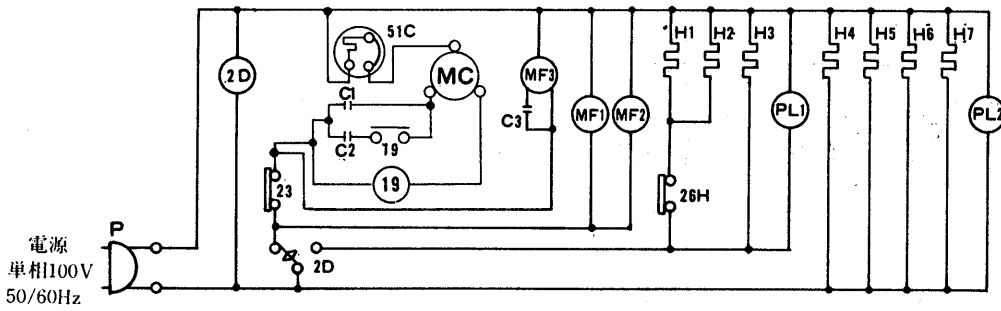 51C
H1 H2 H3 H4 H5 H6 H7
2D
MC
MF3
C1
C3
MF1 MF2
PL1
PL2
C2
19
19
23
26H
P
2D
電源
単相100V
50/60Hz